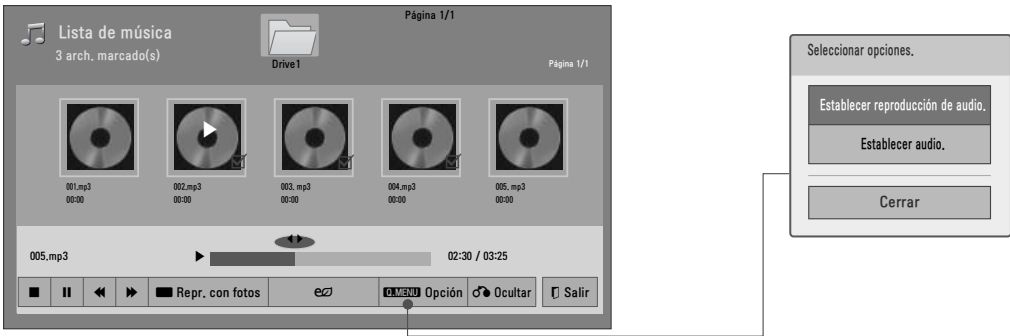 Página 1/1
Lista de música
3 arch. marcado(s)
Drive1
Página 1/1
001.mp3
00:00
002.mp3
00:00
003. mp3
00:00
004.mp3
00:00
005. mp3
00:00
005.mp3
02:30 / 03:25
Repr. con fotos
Q.MENU Opción
Ocultar
Salir
Seleccionar opciones.
Establecer reproducción de audio.
Establecer audio.
Cerrar